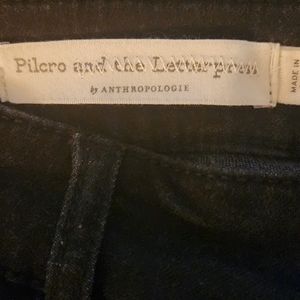 Pilcro and the Letterpress
by ANTHROPOLOGIE
MADE IN